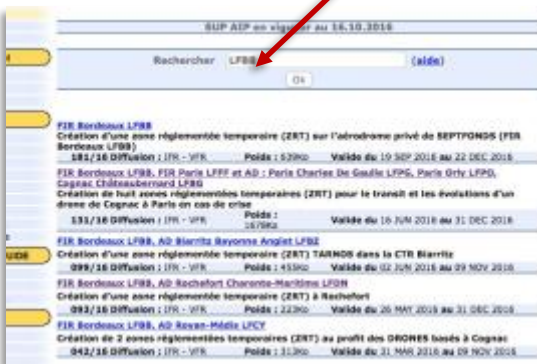 SUP AIP en vigueur au 16.10.2016
Rechercher LFBB (aide)
Ok
FIR Bordeaux LFBB
Création d'une zone réglementée temporaire (ZRT) sur l'aérodrome privé de SEPTFONDS (FIR
Bordeaux LFBB)
181/16 Diffusion : IFR - VFR Poids : 539Ko Valide du 19 SEP 2016 au 22 DEC 2016
FIR Bordeaux LFBB, FIR Paris LFFF et AD : Paris Charles De Gaulle LFPG, Paris Orly LFPO,
Cognac Châteaubernard LFBG
Création de huit zones réglementées temporaires (ZRT) pour le transit et les évolutions d'un
drone de Cognac à Paris en cas de crise
131/16 Diffusion : IFR - VFR Poids : 1678Ko Valide du 16 JUN 2016 au 31 DEC 2016
FIR Bordeaux LFBB, AD Biarritz Bayonne Anglet LFBZ
Création d'une zone réglementée temporaire (ZRT) TARNOS dans la CTR Biarritz
099/16 Diffusion : IFR - VFR Poids : 455Ko Valide du 02 JUN 2016 au 09 NOV 2016
FIR Bordeaux LFBB, AD Rochefort Charente-Maritime LFDN
Création d'une zone réglementée temporaire (ZRT) à Rochefort
093/16 Diffusion : IFR - VFR Poids : 223Ko Valide du 26 MAY 2016 au 31 DEC 2016
FIR Bordeaux LFBB, AD Royan-Médis LFCY
Création de 2 zones réglementées temporaires (ZRT) au profit des DRONES basés à Cognac
042/16 Diffusion : IFR - VFR Poids : 313Ko Valide du 31 MAR 2016 au 09 NOV 2016